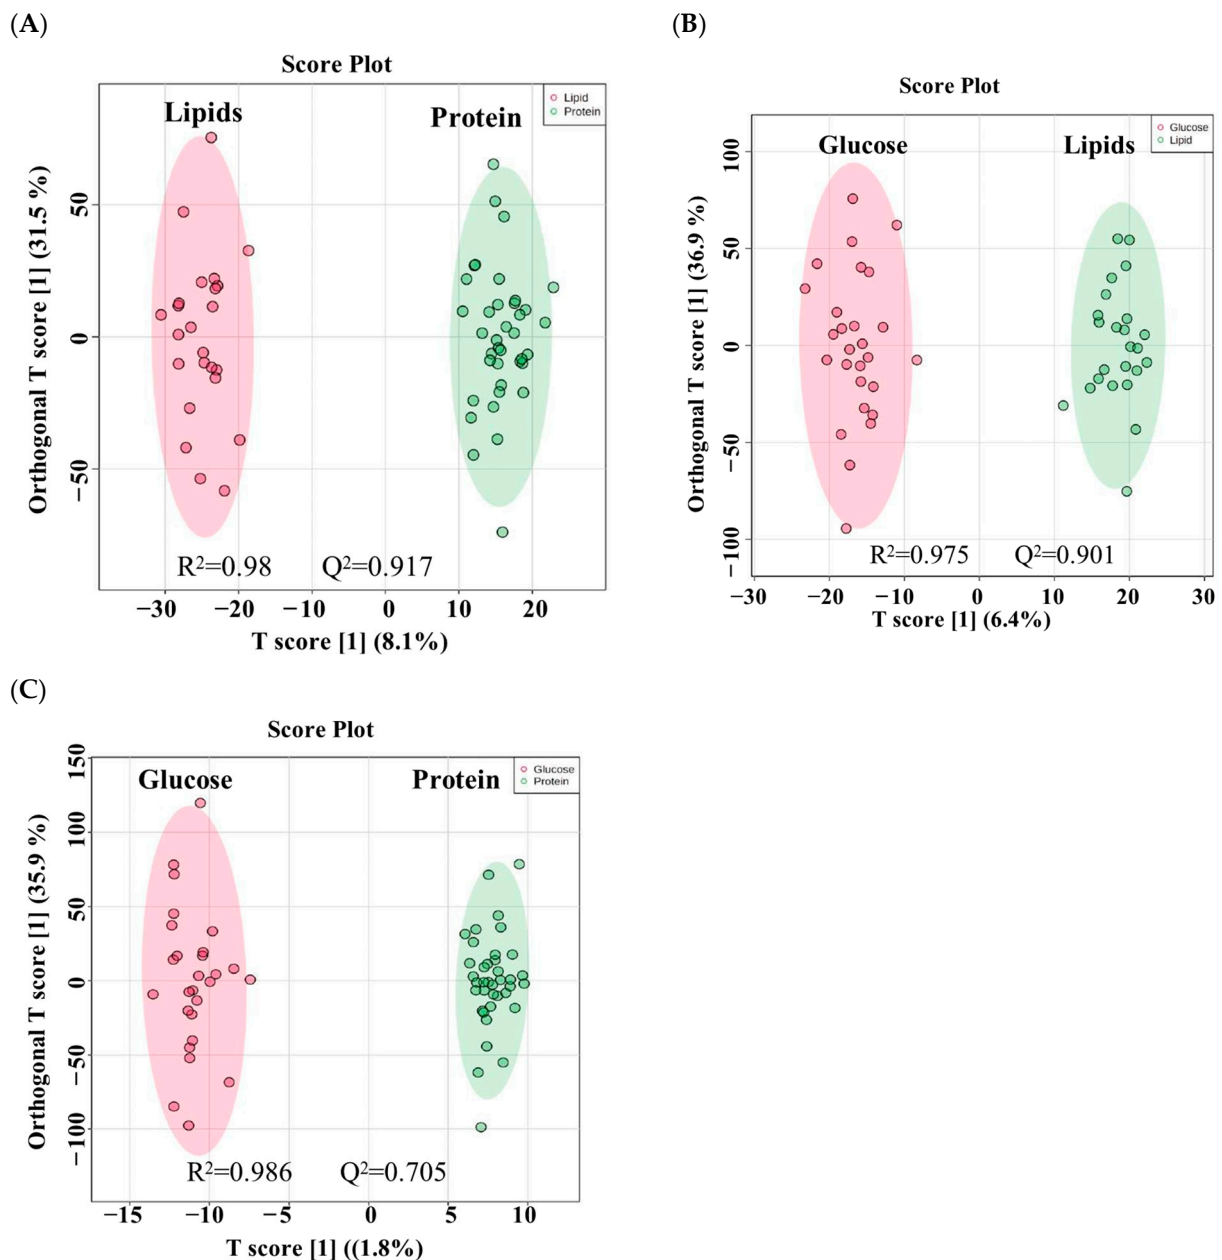 (A)
Score Plot
Lipids
Protein
Lipid
Protein
Orthogonal T score [1] (31.5 %)
50
0
−50
R²=0.98 Q²=0.917
−30 −20 −10 0 10 20
T score [1] (8.1%)
(B)
Score Plot
Glucose
Lipids
Glucose
Lipid
Orthogonal T score [1] (36.9 %)
100
50
0
−50
−100
R²=0.975 Q²=0.901
−30 −20 −10 0 10 20 30
T score [1] (6.4%)
(C)
Score Plot
Glucose
Protein
Glucose
Protein
Orthogonal T score [1] (35.9 %)
150
100
50
0
−50
−100
R²=0.986 Q²=0.705
−15 −10 −5 0 5 10
T score [1] ((1.8%)